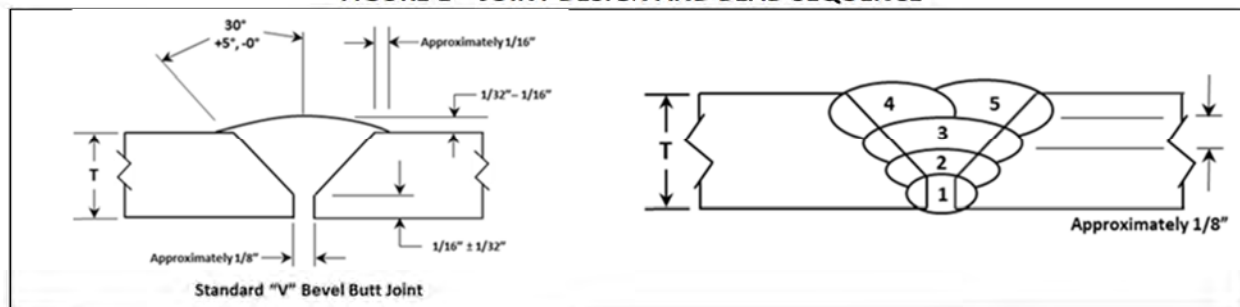 30°
+5°, -0°
Approximately 1/16"
1/32"– 1/16"
T
1/16" ± 1/32"
Approximately 1/8"
Standard "V" Bevel Butt Joint
4
5
3
T
2
1
Approximately 1/8"